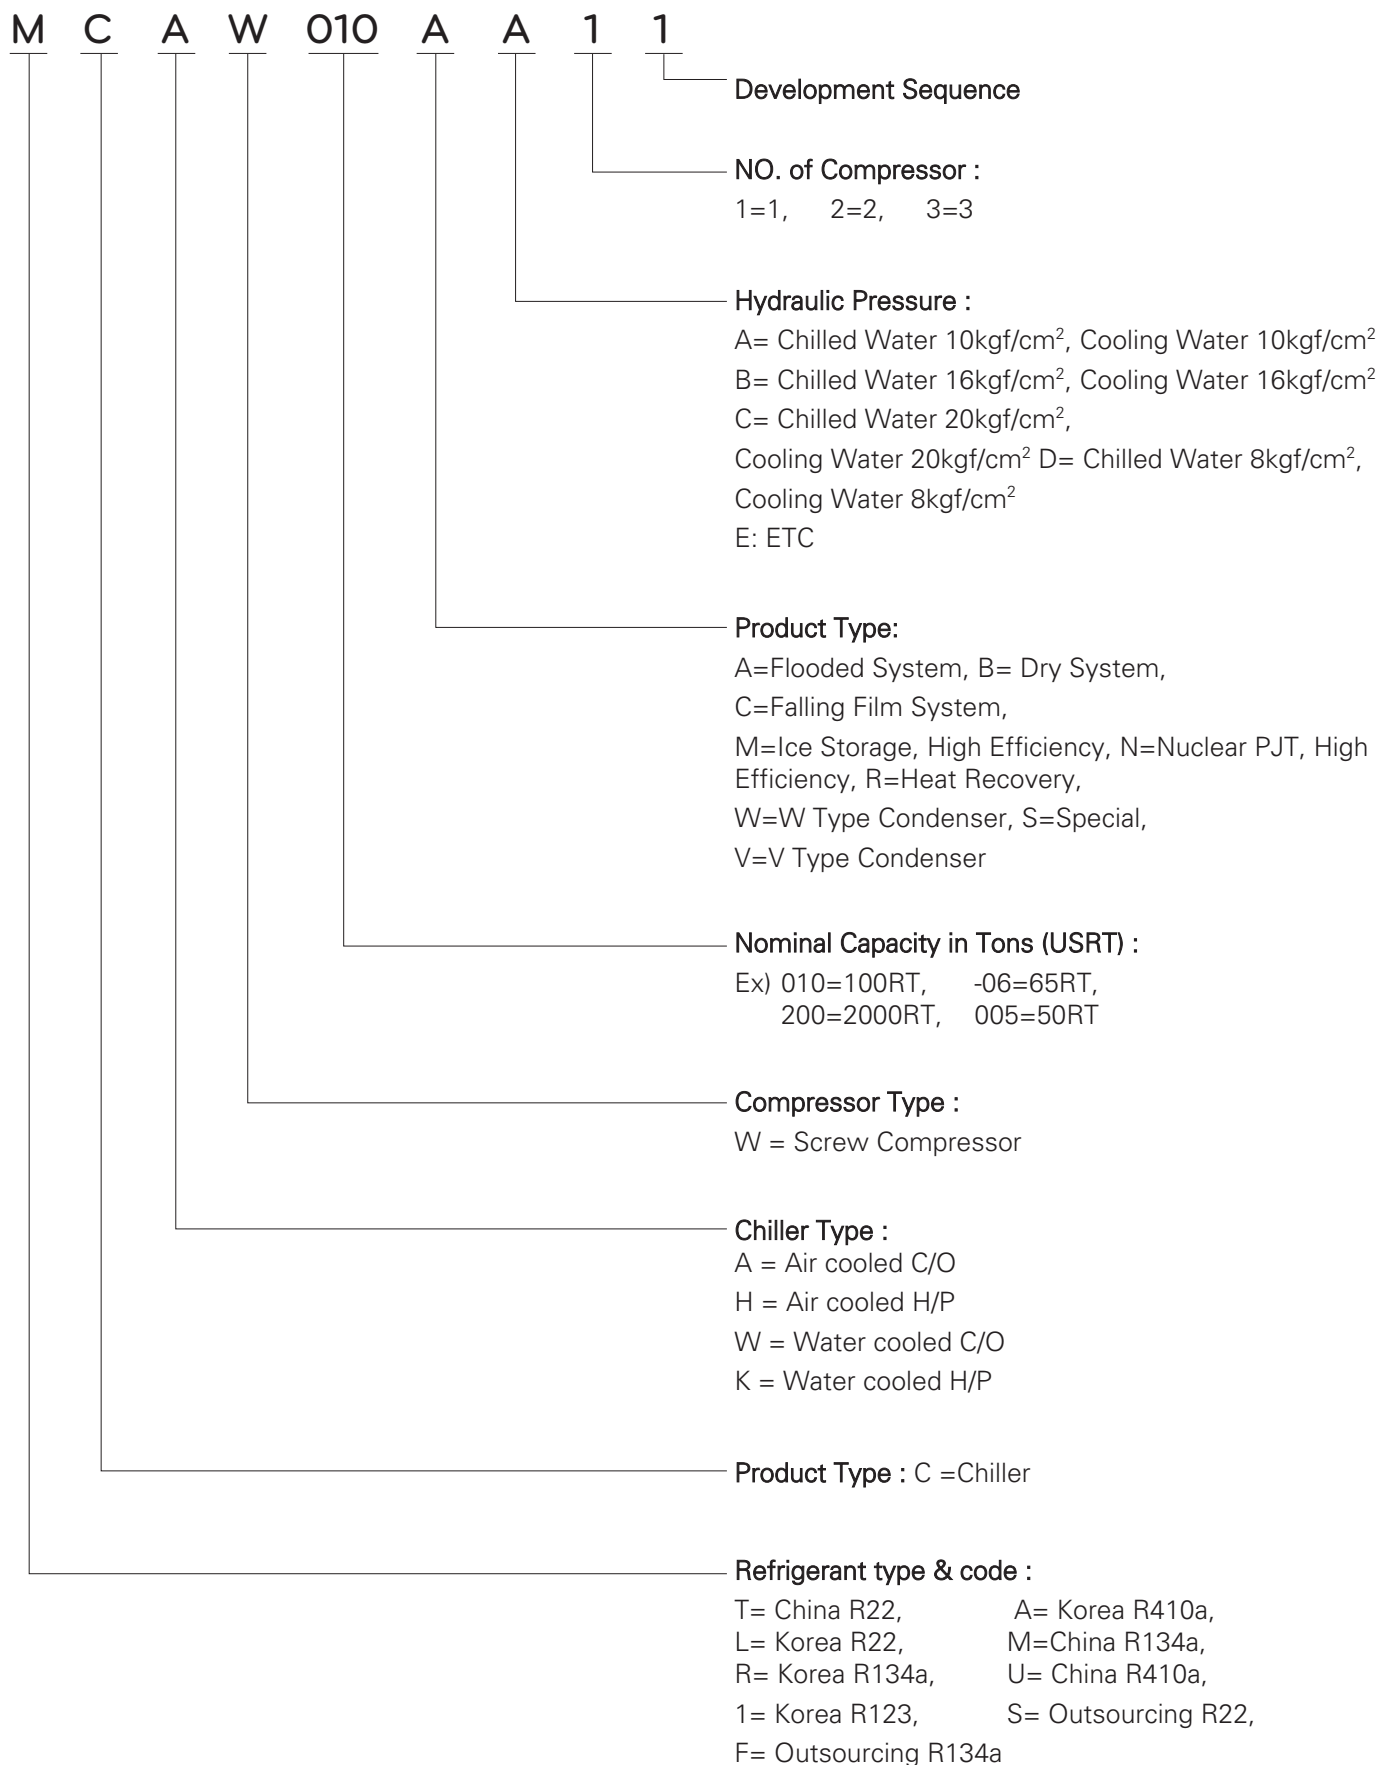 M C A W 010 A A 1 1
Development Sequence
NO. of Compressor :
1=1, 2=2, 3=3
Hydraulic Pressure :
A= Chilled Water 10kgf/cm², Cooling Water 10kgf/cm²
B= Chilled Water 16kgf/cm², Cooling Water 16kgf/cm²
C= Chilled Water 20kgf/cm²,
Cooling Water 20kgf/cm² D= Chilled Water 8kgf/cm²,
Cooling Water 8kgf/cm²
E: ETC
Product Type:
A=Flooded System, B= Dry System,
C=Falling Film System,
M=Ice Storage, High Efficiency, N=Nuclear PJT, High
Efficiency, R=Heat Recovery,
W=W Type Condenser, S=Special,
V=V Type Condenser
Nominal Capacity in Tons (USRT) :
Ex) 010=100RT, -06=65RT,
200=2000RT, 005=50RT
Compressor Type :
W = Screw Compressor
Chiller Type :
A = Air cooled C/O
H = Air cooled H/P
W = Water cooled C/O
K = Water cooled H/P
Product Type : C =Chiller
Refrigerant type & code :
T= China R22, A= Korea R410a,
L= Korea R22, M=China R134a,
R= Korea R134a, U= China R410a,
1= Korea R123, S= Outsourcing R22,
F= Outsourcing R134a